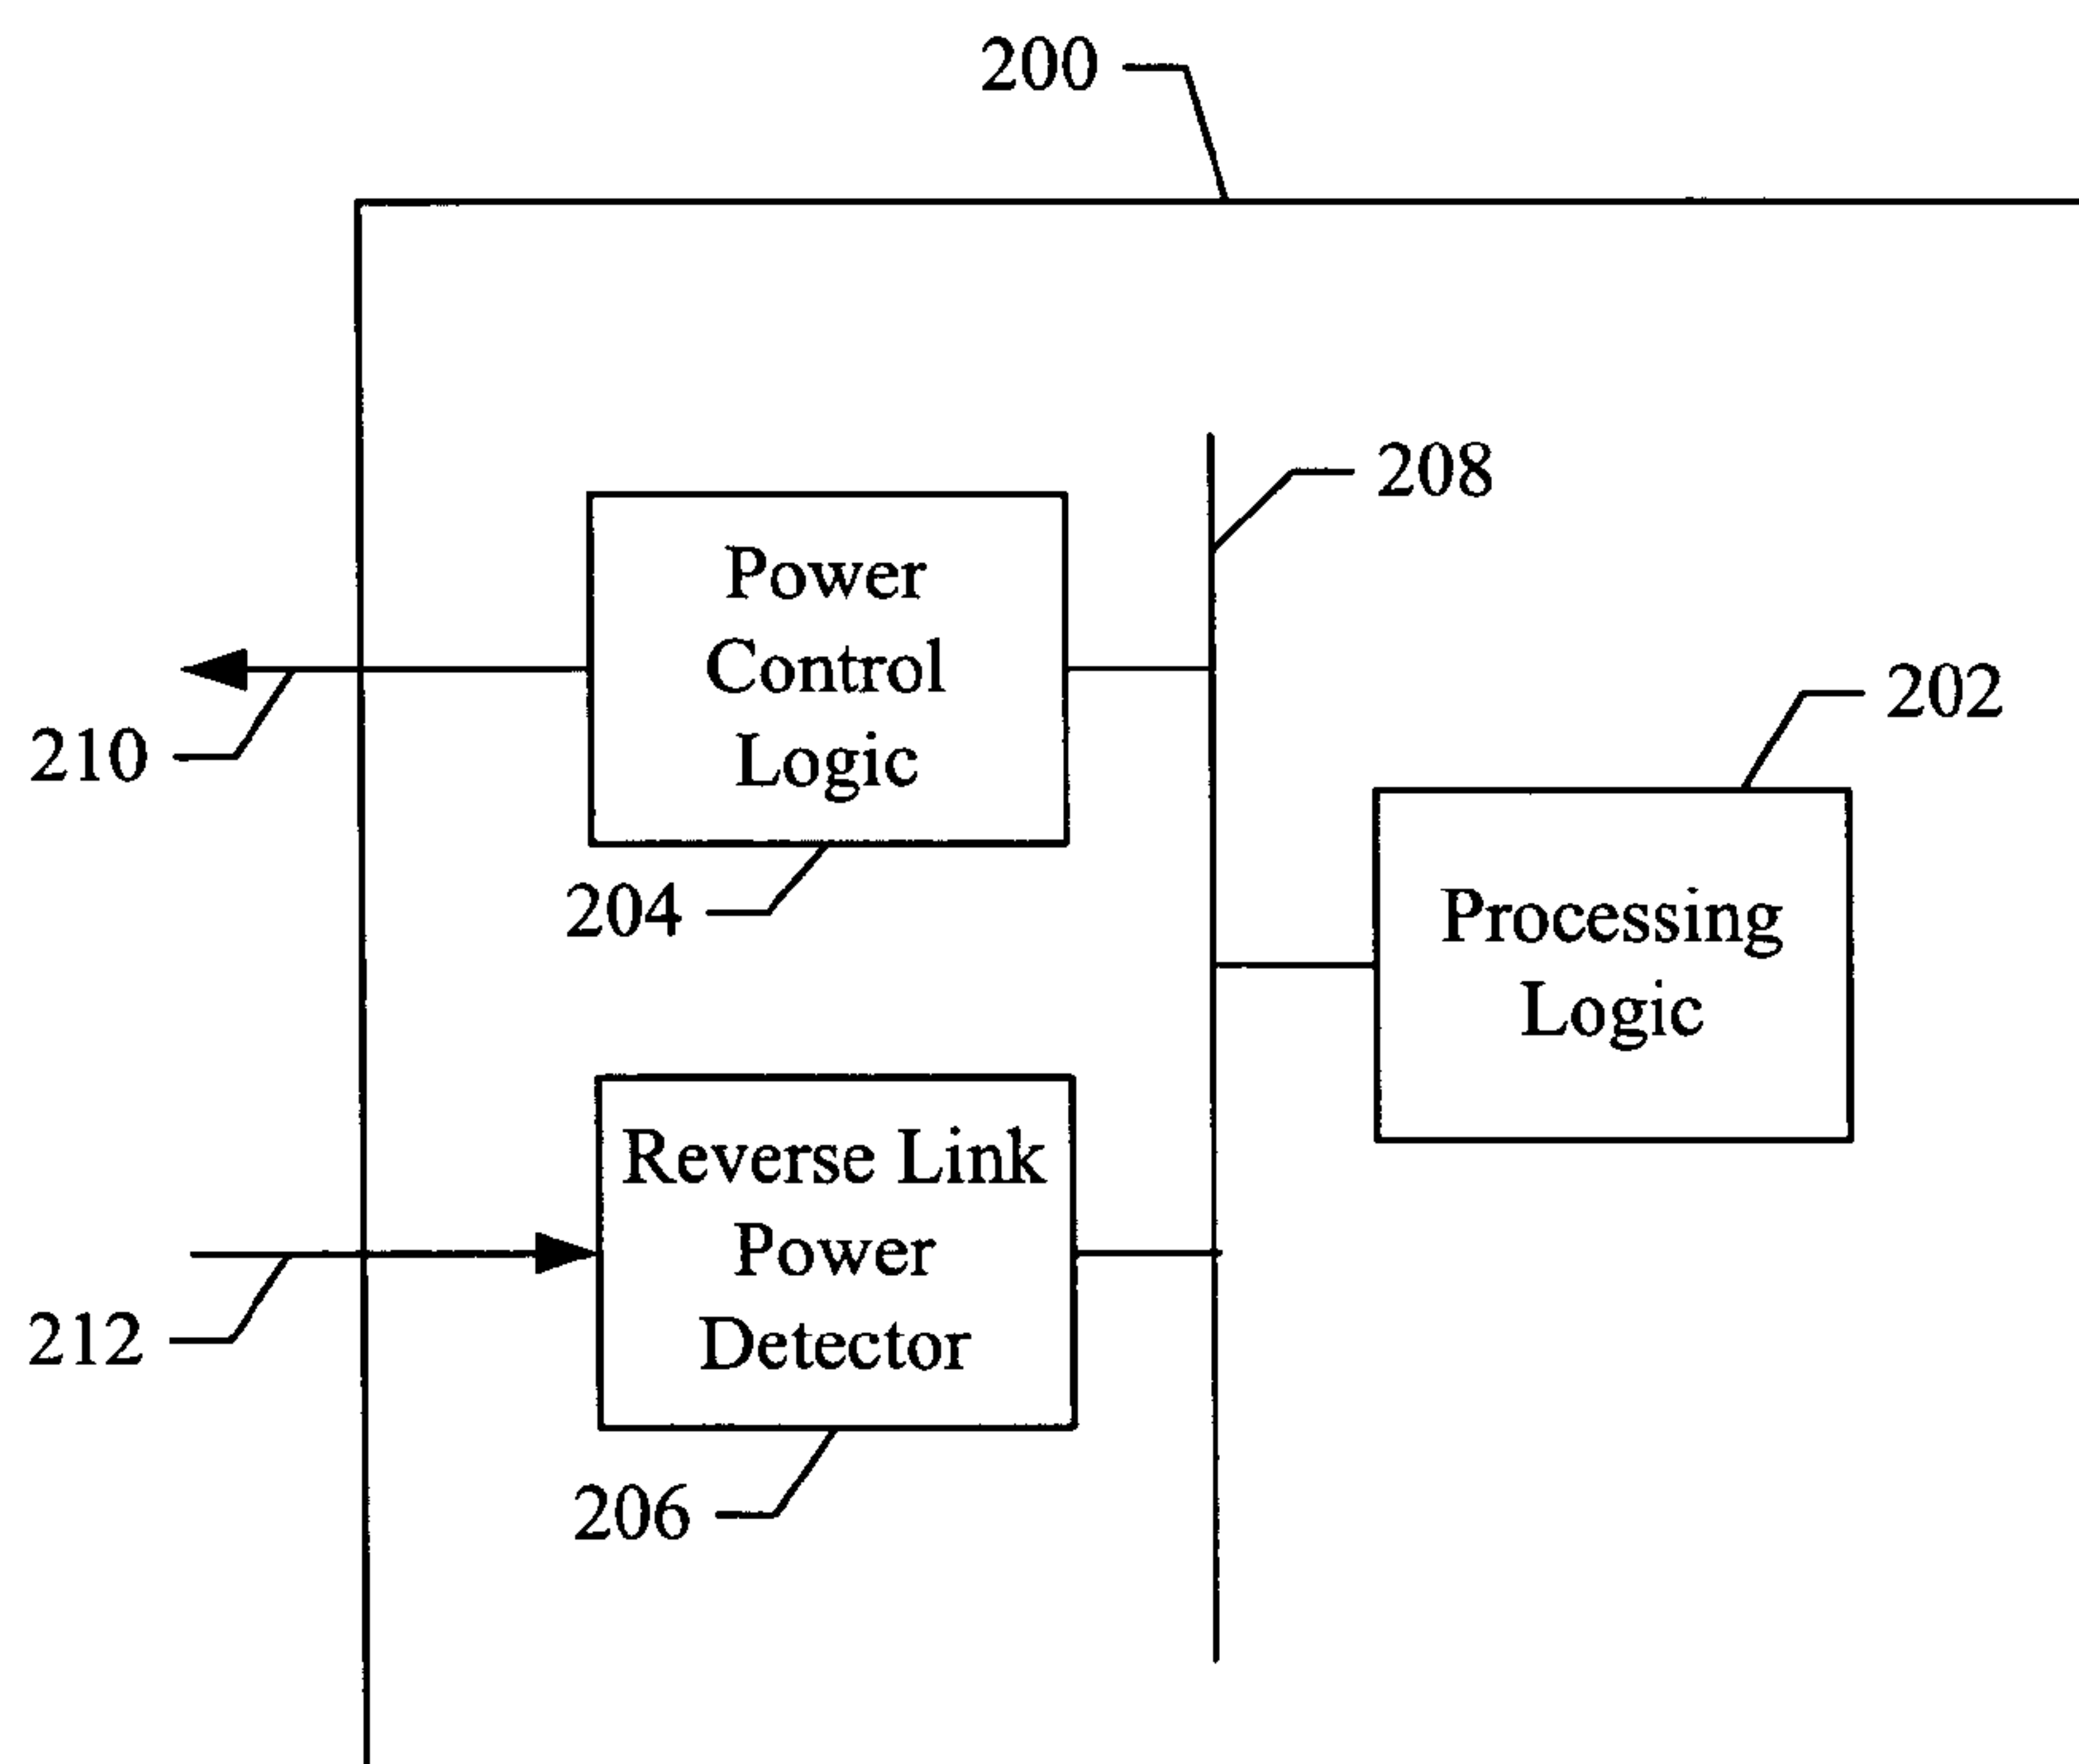 200
208
Power
Control
Logic
202
210
204
Processing
Logic
Reverse Link
Power
Detector
212
206